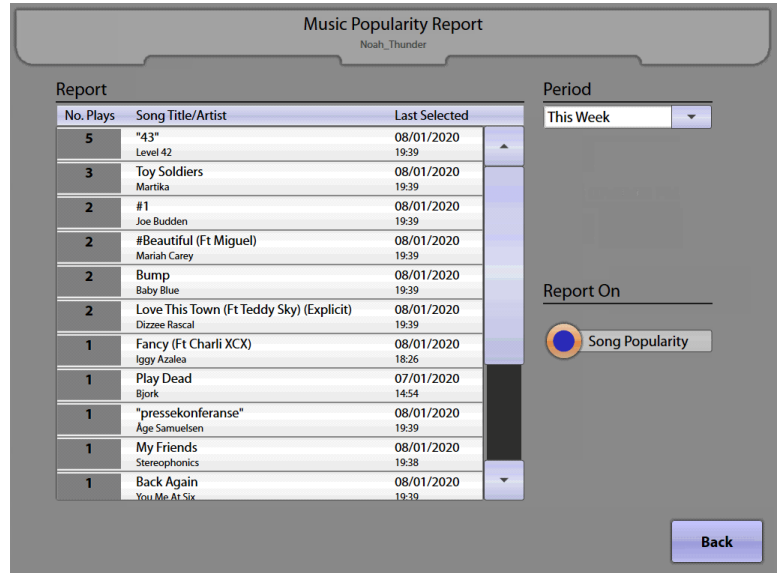 Music Popularity Report
Noah_Thunder
Report
No. Plays Song Title/Artist Last Selected
5 "43" 08/01/2020
Level 42 19:39
3 Toy Soldiers 08/01/2020
Martika 19:39
2 #1 08/01/2020
Joe Budden 19:39
2 #Beautiful (Ft Miguel) 08/01/2020
Mariah Carey 19:39
2 Bump 08/01/2020
Baby Blue 19:39
2 Love This Town (Ft Teddy Sky) (Explicit) 08/01/2020
Dizzee Rascal 19:39
1 Fancy (Ft Charli XCX) 08/01/2020
Iggy Azalea 18:26
1 Play Dead 07/01/2020
Bjork 14:54
1 "pressekonferanse" 08/01/2020
Åge Samuelsen 19:39
1 My Friends 08/01/2020
Stereophonics 19:38
1 Back Again 08/01/2020
You Me At Six 19:39
Period
This Week
Report On
Song Popularity
Back